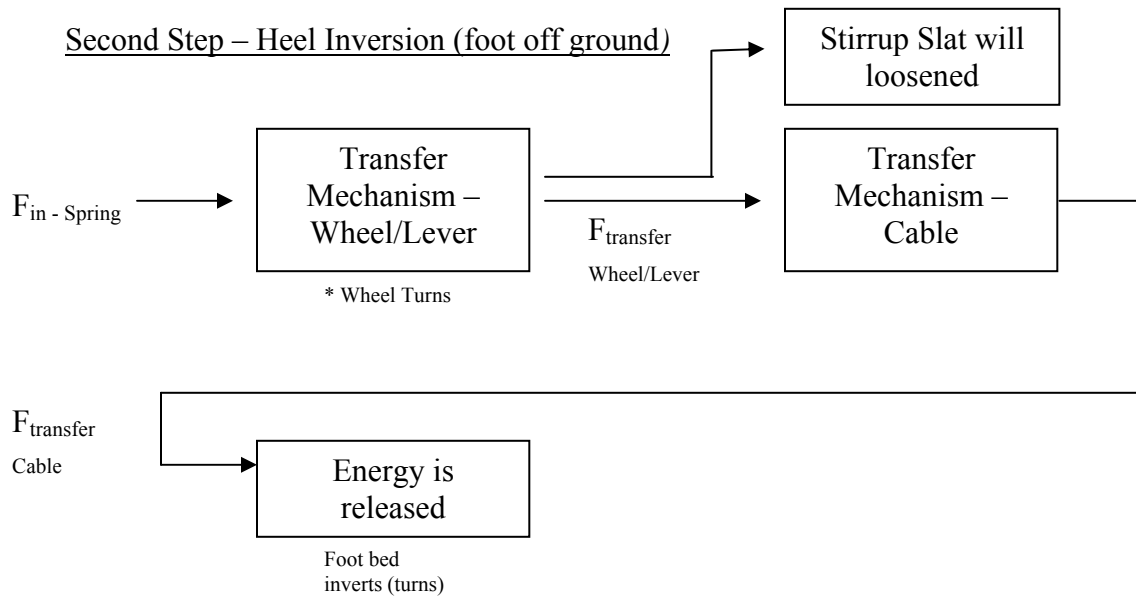 Second Step – Heel Inversion (foot off ground)
Stirrup Slat will
loosened
F in - Spring
Transfer
Mechanism –
Wheel/Lever
* Wheel Turns
F transfer
Wheel/Lever
Transfer
Mechanism –
Cable
F transfer
Cable
Energy is
released
Foot bed
inverts (turns)